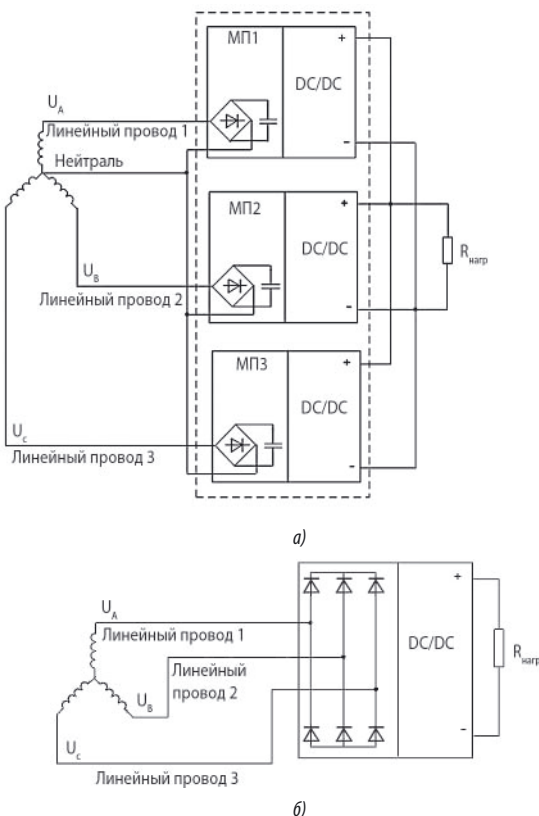 МП1
DC/DC
+
-
U_A
Линейный провод 1
Нейтраль
МП2
DC/DC
+
-
U_B
Линейный провод 2
R_нагр
МП3
DC/DC
+
-
U_C
Линейный провод 3
а)
U_A
Линейный провод 1
Линейный
провод 2
U_B
U_C
Линейный провод 3
DC/DC
+
-
R_нагр
б)